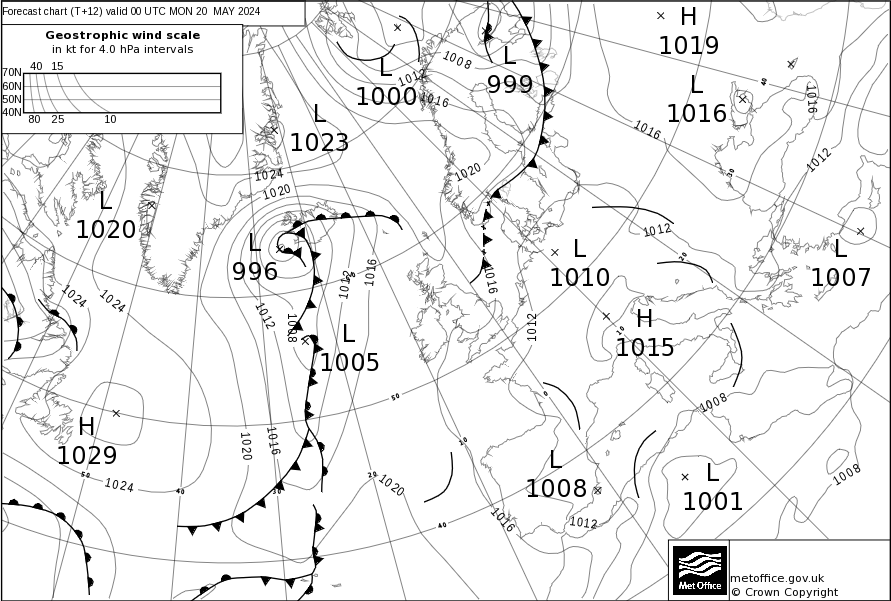 Forecast chart (T+12) valid 00 UTC MON 20 MAY 2024
Geostrophic wind scale
in kt for 4.0 hPa intervals
40 15
70N
60N
50N
40N
80 25 10
H
1019
L
1000
1012
1008
L
999
1016
L
1016
40
1016
1016
L
1023
1012
30
1024
1020
1020
L
1020
L
996
1012
1016
1012
20
L
1010
L
1007
1016
1024
1024
1012
1008
L
1005
1012
H
1015
10
50
0
1008
H
1029
1020
1016
10
L
1008
L
1001
1008
50
1024
40
30
20
1020
1016
40
1012
Met Office
metoffice.gov.uk
© Crown Copyright